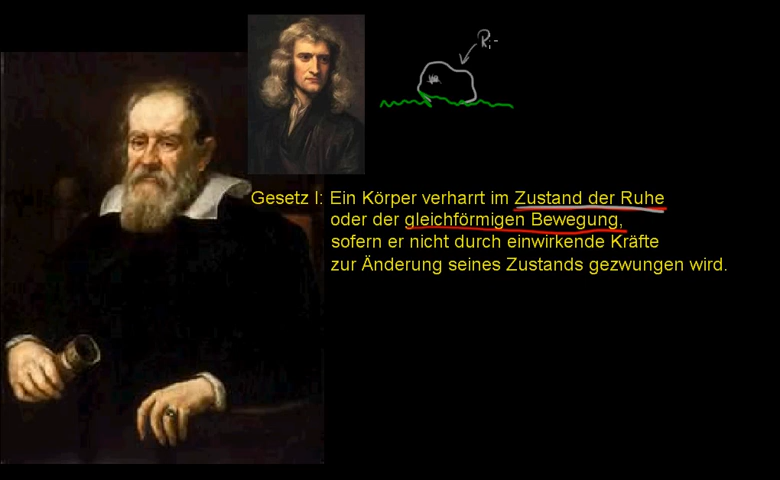 Gesetz I: Ein Körper verharrt im Zustand der Ruhe
oder der gleichförmigen Bewegung,
sofern er nicht durch einwirkende Kräfte
zur Änderung seines Zustands gezwungen wird.